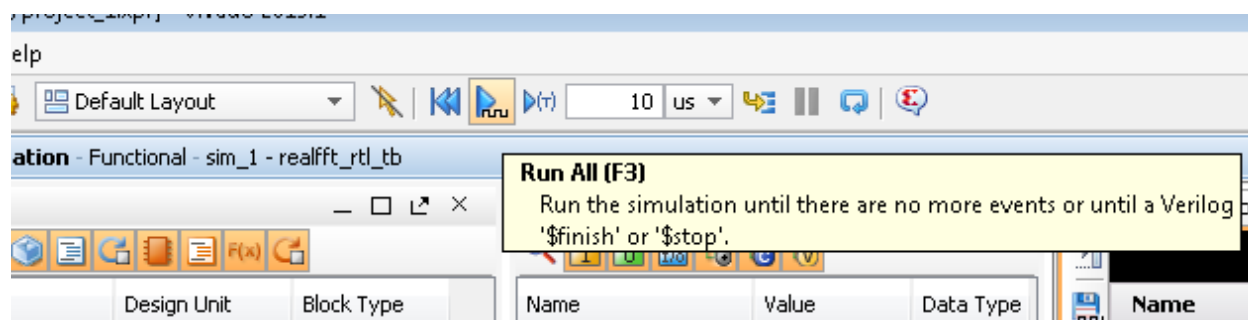 elp
Default Layout
(T)
10 us
ation - Functional - sim_1 - realfft_rtl_tb
Run All (F3)
Run the simulation until there are no more events or until a Verilog
'$finish' or '$stop'.
F(x)
Design Unit Block Type Name Value Data Type Name